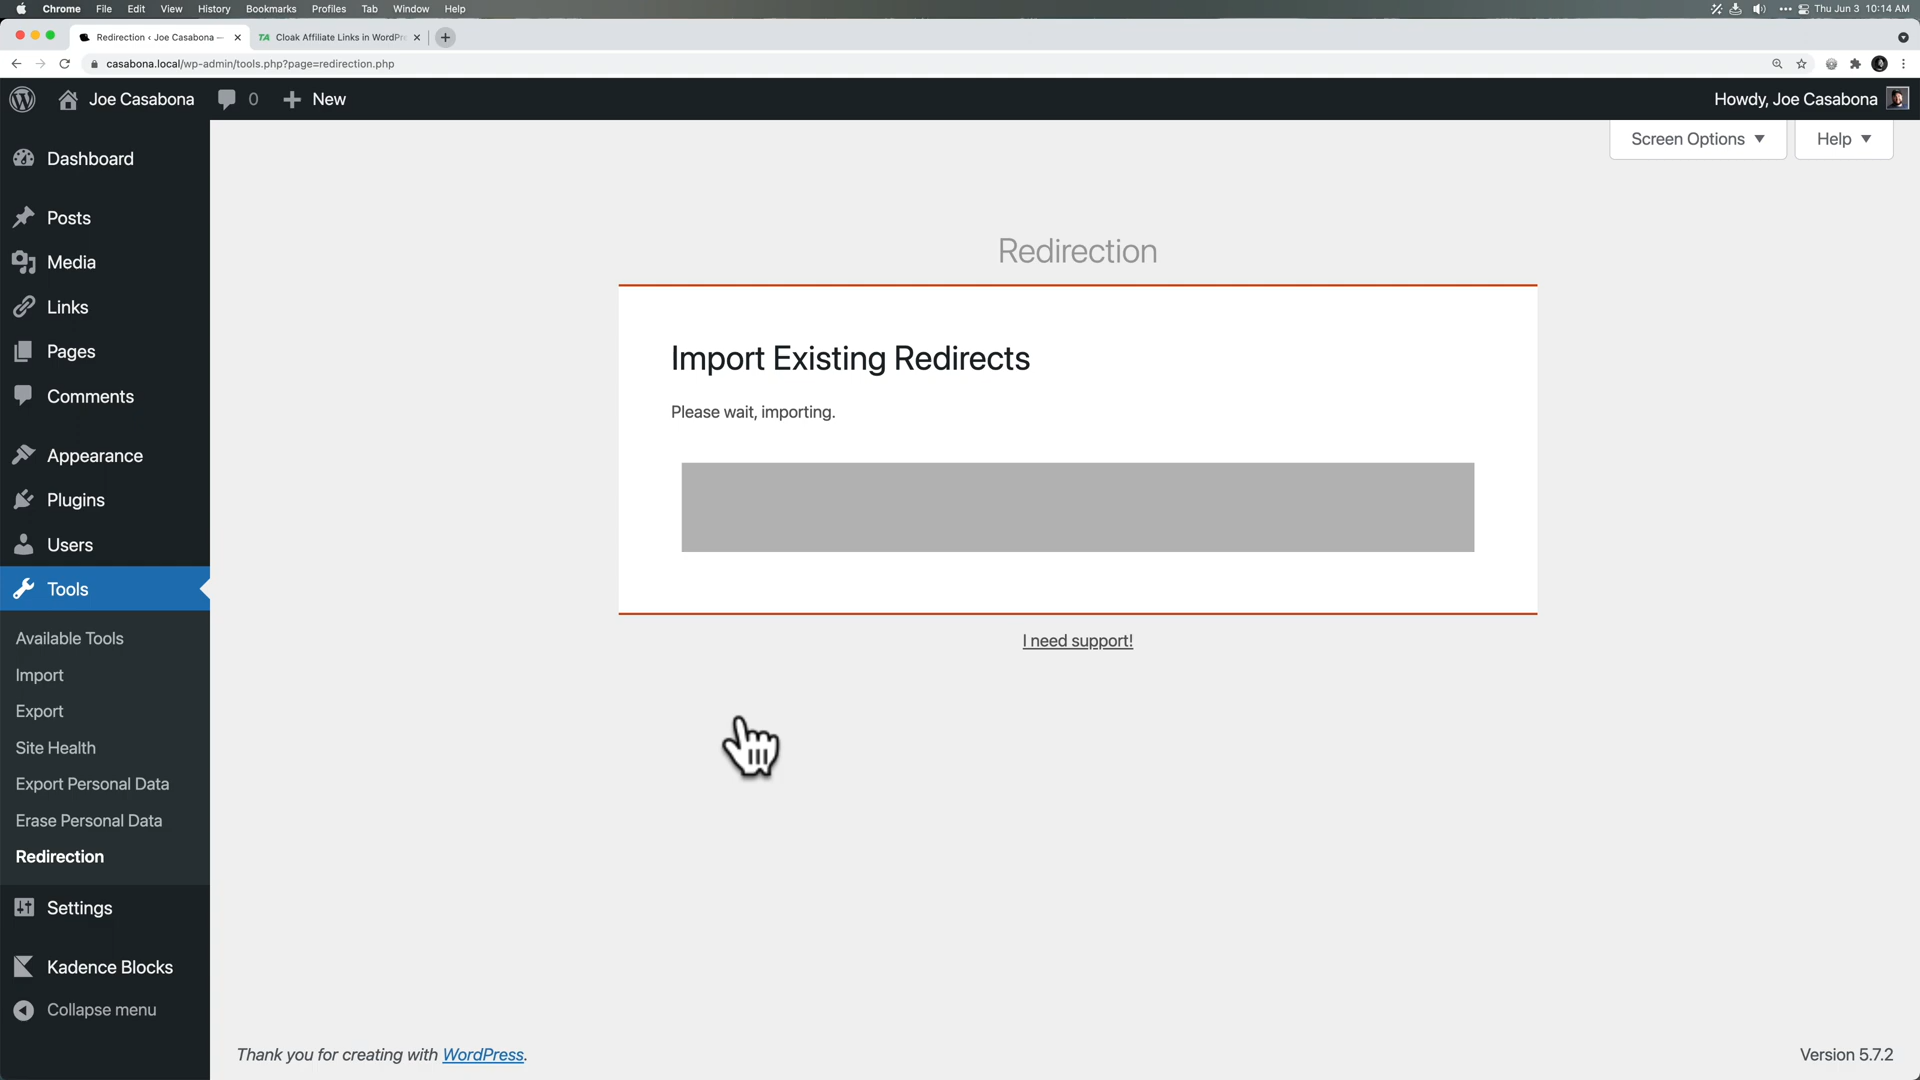 Chrome File Edit View History Bookmarks Profiles Tab Window Help
Thu Jun 3 10:14 AM
Redirection ‹ Joe Casabona —
TA Cloak Affiliate Links in WordPr
casabona.local/wp-admin/tools.php?page=redirection.php
Joe Casabona 0 New
Howdy, Joe Casabona
Screen Options
Help
Dashboard
Posts
Media
Links
Pages
Comments
Appearance
Plugins
Users
Tools
Available Tools
Import
Export
Site Health
Export Personal Data
Erase Personal Data
Redirection
Settings
Kadence Blocks
Collapse menu
Redirection
Import Existing Redirects
Please wait, importing.
I need support!
Thank you for creating with WordPress.
Version 5.7.2